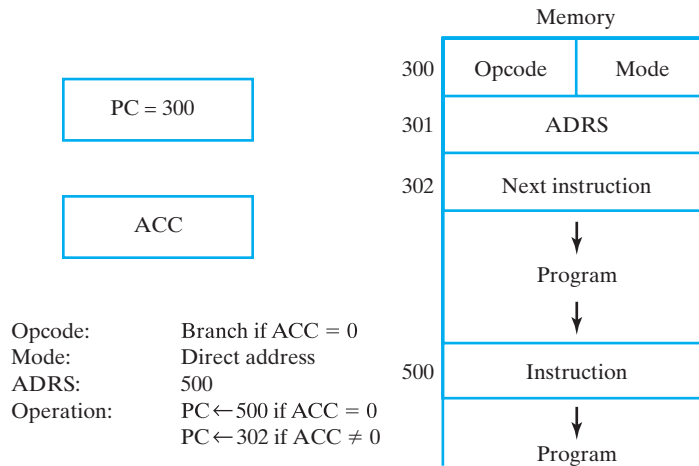 Memory
300 Opcode Mode
PC = 300
301 ADRS
302 Next instruction
ACC
Program
Opcode: Branch if ACC = 0
Mode: Direct address
ADRS: 500
Operation: PC ← 500 if ACC = 0
PC ← 302 if ACC ≠ 0
500 Instruction
Program